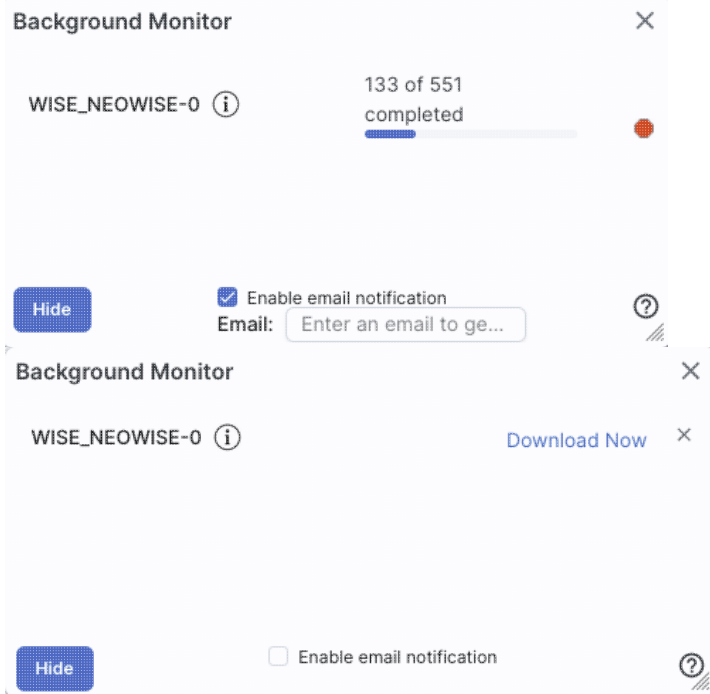 Background Monitor
WISE_NEOWISE-0
133 of 551
completed
Hide
Enable email notification
Email: Enter an email to ge...
Background Monitor
WISE_NEOWISE-0
Download Now
Hide
Enable email notification